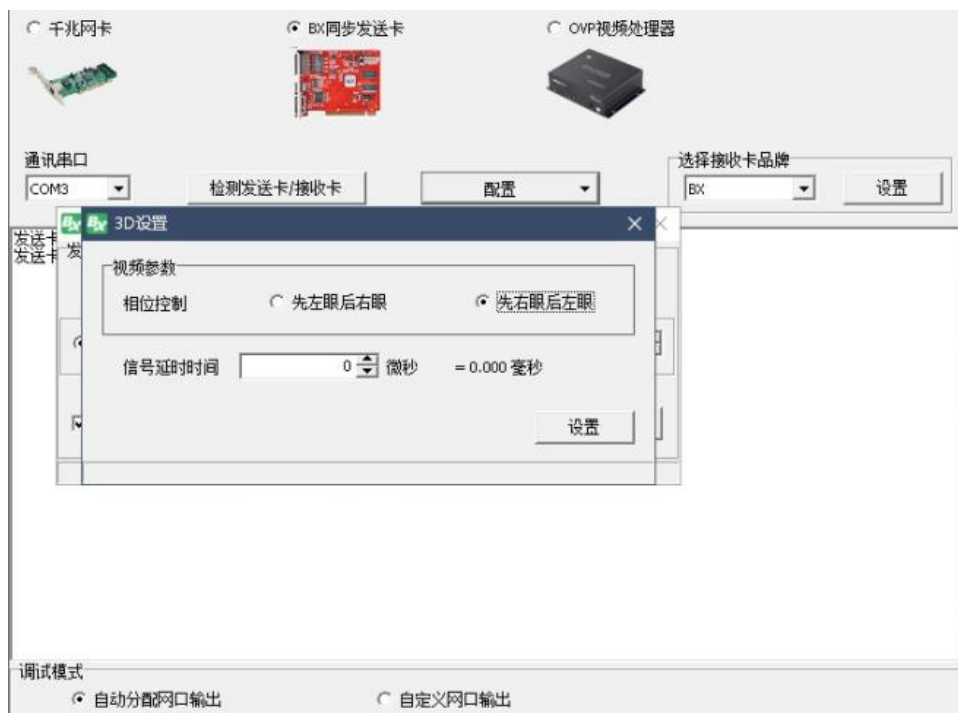 千兆网卡
BX同步发送卡
OVP视频处理器
通讯串口
选择接收卡品牌
COM3
检测发送卡/接收卡
配置
BX
设置
BX
BX
3D设置
发送卡
发送卡
发
视频参数
相位控制
先左眼后右眼
先右眼后左眼
信号延时时间
0
微秒
= 0.000 毫秒
设置
调试模式
自动分配网口输出
自定义网口输出